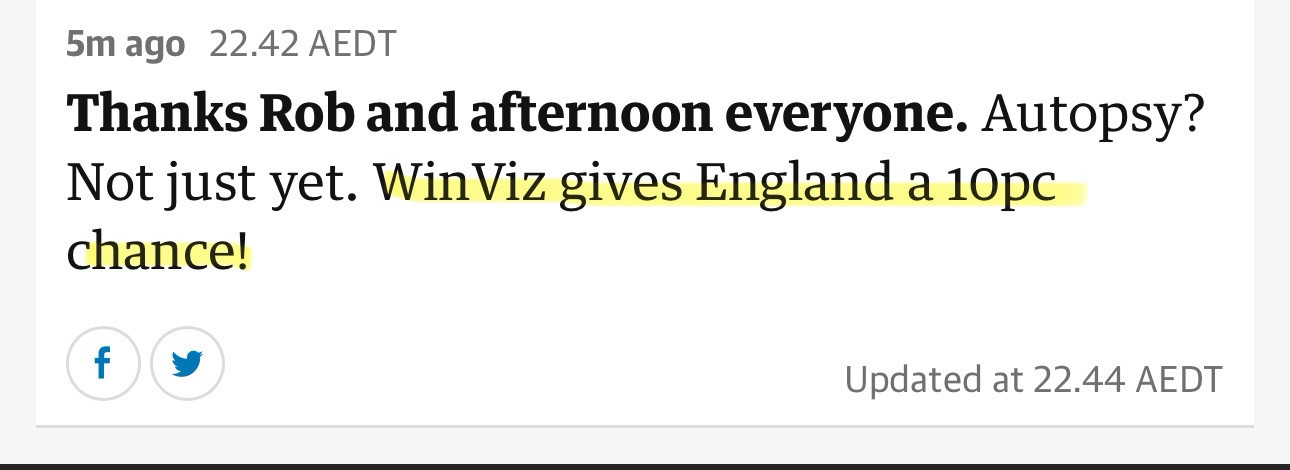 5m ago 22.42 AEDT
Thanks Rob and afternoon everyone. Autopsy?
Not just yet. WinViz gives England a 10pc
chance!
Updated at 22.44 AEDT